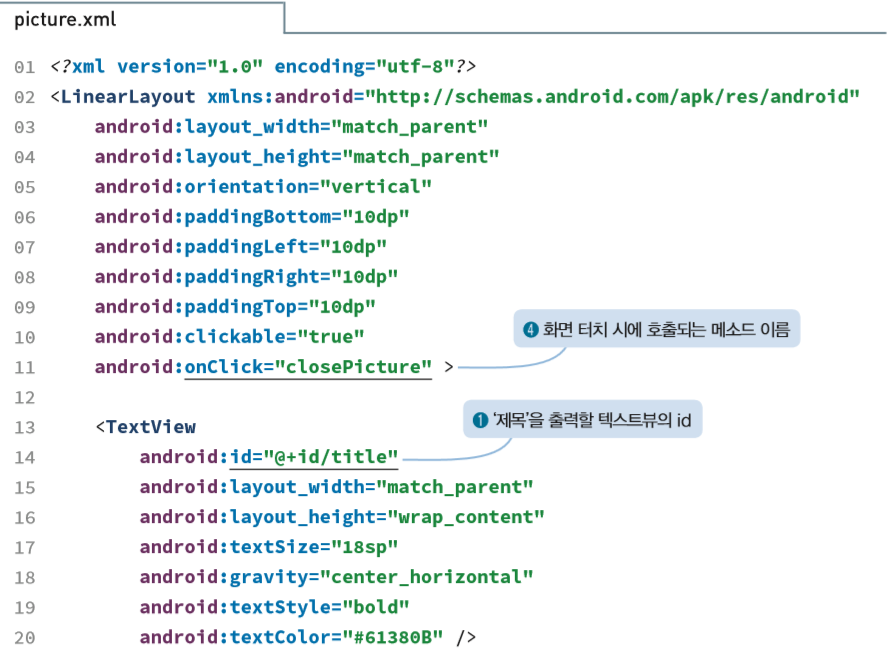 picture.xml
01 <?xml version="1.0" encoding="utf-8"?>
02 <LinearLayout xmlns:android="http://schemas.android.com/apk/res/android"
03 android:layout_width="match_parent"
04 android:layout_height="match_parent"
05 android:orientation="vertical"
06 android:paddingBottom="10dp"
07 android:paddingLeft="10dp"
08 android:paddingRight="10dp"
09 android:paddingTop="10dp"
❹ 화면 터치 시에 호출되는 메소드 이름
10 android:clickable="true"
11 android:onClick="closePicture" >
12
❶ ‘제목’을 출력할 텍스트뷰의 id
13 <TextView
14 android:id="@+id/title"
15 android:layout_width="match_parent"
16 android:layout_height="wrap_content"
17 android:textSize="18sp"
18 android:gravity="center_horizontal"
19 android:textStyle="bold"
20 android:textColor="#61380B" />